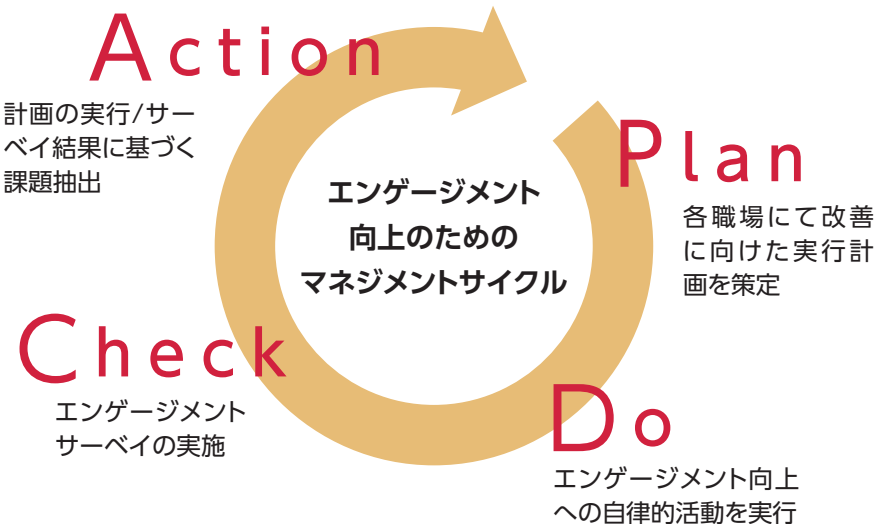 Action
計画の実行/サー
ベイ結果に基づく
課題抽出
エンゲージメント
向上のための
マネジメントサイクル
Plan
各職場にて改善
に向けた実行計
画を策定
Check
エンゲージメント
サーベイの実施
Do
エンゲージメント向上
への自律的活動を実行